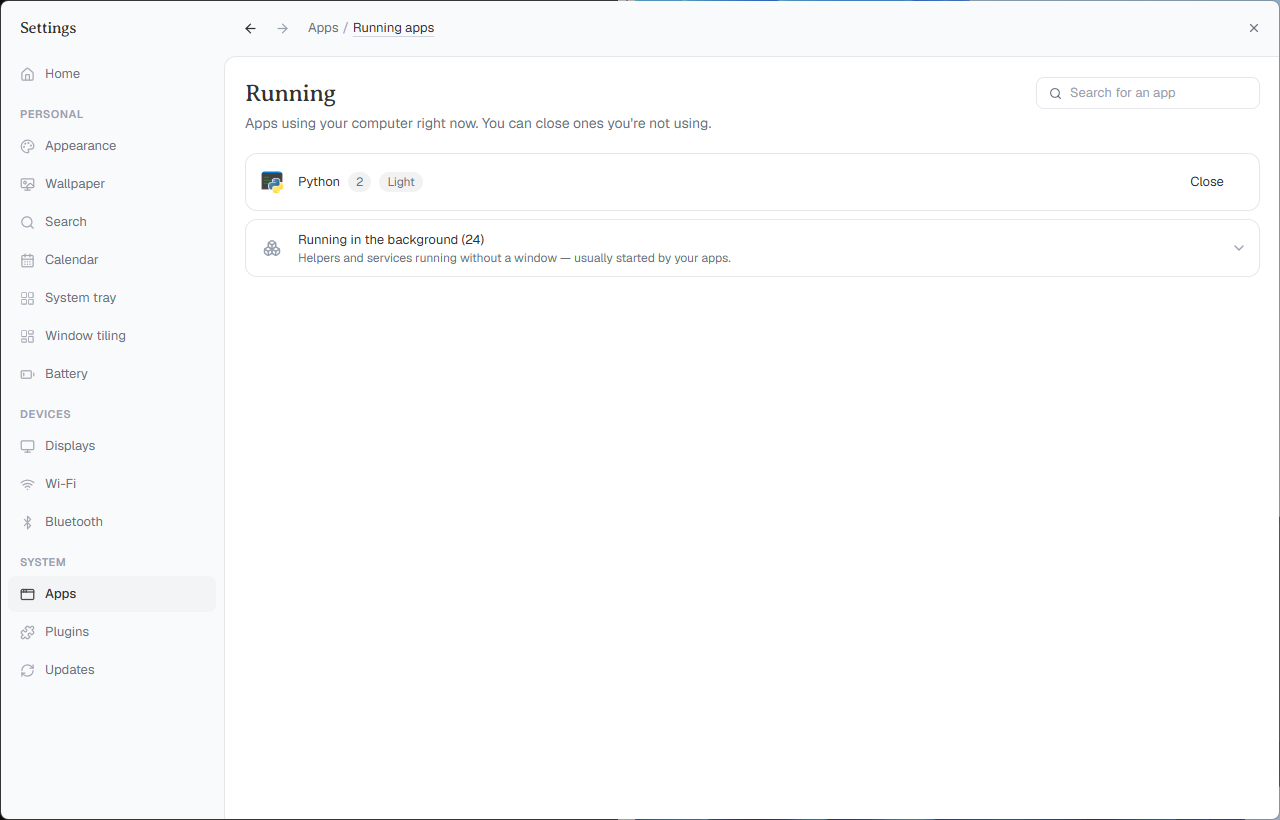 Settings
Apps / Running apps
Home
PERSONAL
Appearance
Wallpaper
Search
Calendar
System tray
Window tiling
Battery
DEVICES
Displays
Wi-Fi
Bluetooth
SYSTEM
Apps
Plugins
Updates
Running
Search for an app
Apps using your computer right now. You can close ones you're not using.
Python 2 Light Close
Running in the background (24)
Helpers and services running without a window — usually started by your apps.